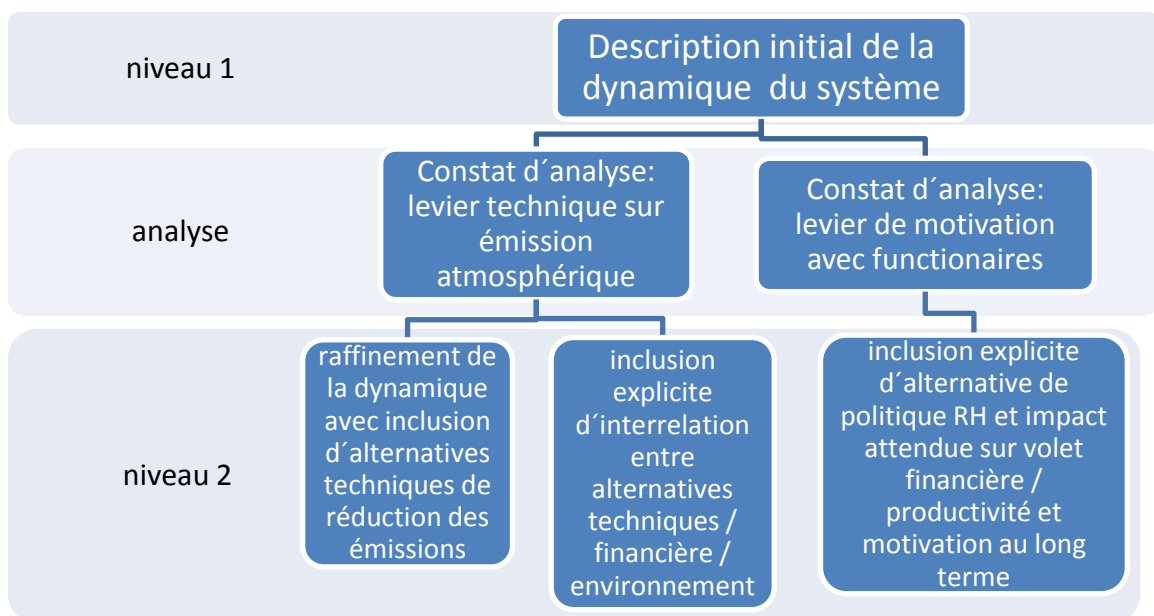 niveau 1
Description initial de la
dynamique du système
analyse
Constat d´analyse:
levier technique sur
émission
atmosphérique
Constat d´analyse:
levier de motivation
avec functionaires
niveau 2
raffinement de
la dynamique
avec inclusion
d´alternatives
techniques de
réduction des
émissions
inclusion
explicite
d´interrelation
entre
alternatives
techniques /
financière /
environnement
inclusion explicite
d´alternative de
politique RH et impact
attendue sur volet
financière /
productivité et
motivation au long
terme